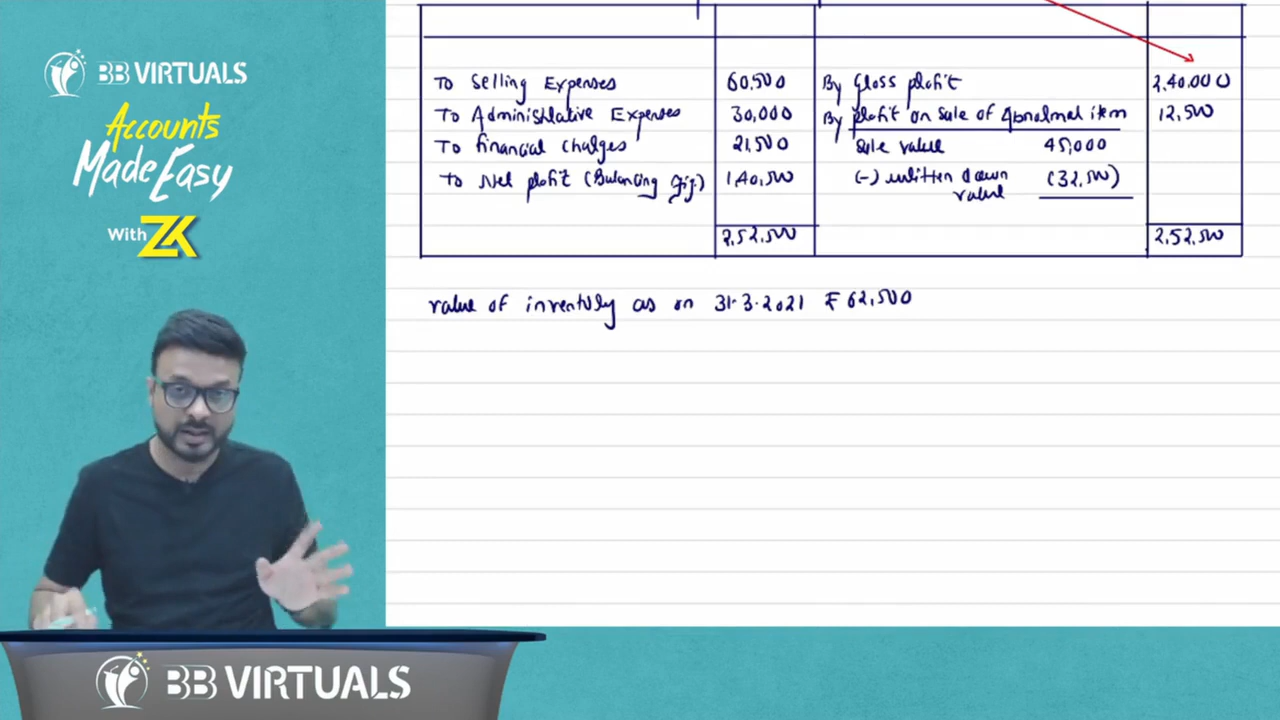 BB VIRTUALS
Accounts
Made Easy
With ZK
To Selling Expenses 60,500 By Gross profit 2,40,000
To Administrative Expenses 30,000 By profit on sale of Abnormal item 12,500
To financial charges 21,500 sale value 45,000
To Net profit (Balancing fig.) 1,40,500 (-) written down value (32,500)
2,52,500 2,52,500
value of inventory as on 31.3.2021 ₹ 62,500
BB VIRTUALS